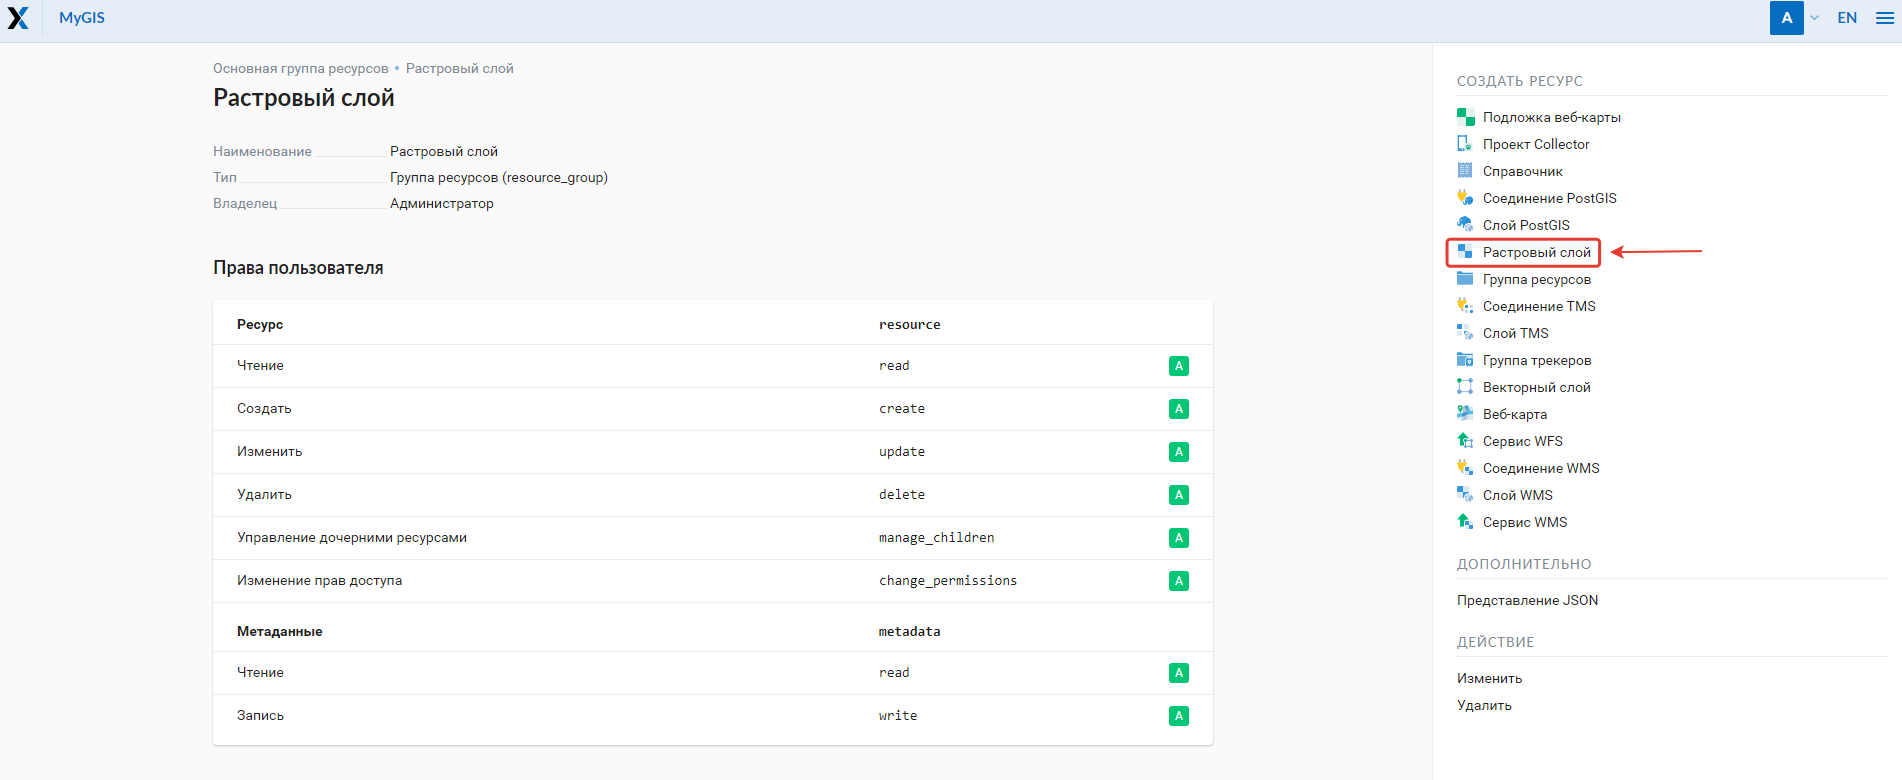 MyGIS
A
EN
Основная группа ресурсов • Растровый слой
Растровый слой
Наименование Растровый слой
Тип Группа ресурсов (resource_group)
Владелец Администратор
Права пользователя
Ресурс resource
Чтение read A
Создать create A
Изменить update A
Удалить delete A
Управление дочерними ресурсами manage_children A
Изменение прав доступа change_permissions A
Метаданные metadata
Чтение read A
Запись write A
СОЗДАТЬ РЕСУРС
Подложка веб-карты
Проект Collector
Справочник
Соединение PostGIS
Слой PostGIS
Растровый слой
Группа ресурсов
Соединение TMS
Слой TMS
Группа трекеров
Векторный слой
Веб-карта
Сервис WFS
Соединение WMS
Слой WMS
Сервис WMS
ДОПОЛНИТЕЛЬНО
Представление JSON
ДЕЙСТВИЕ
Изменить
Удалить